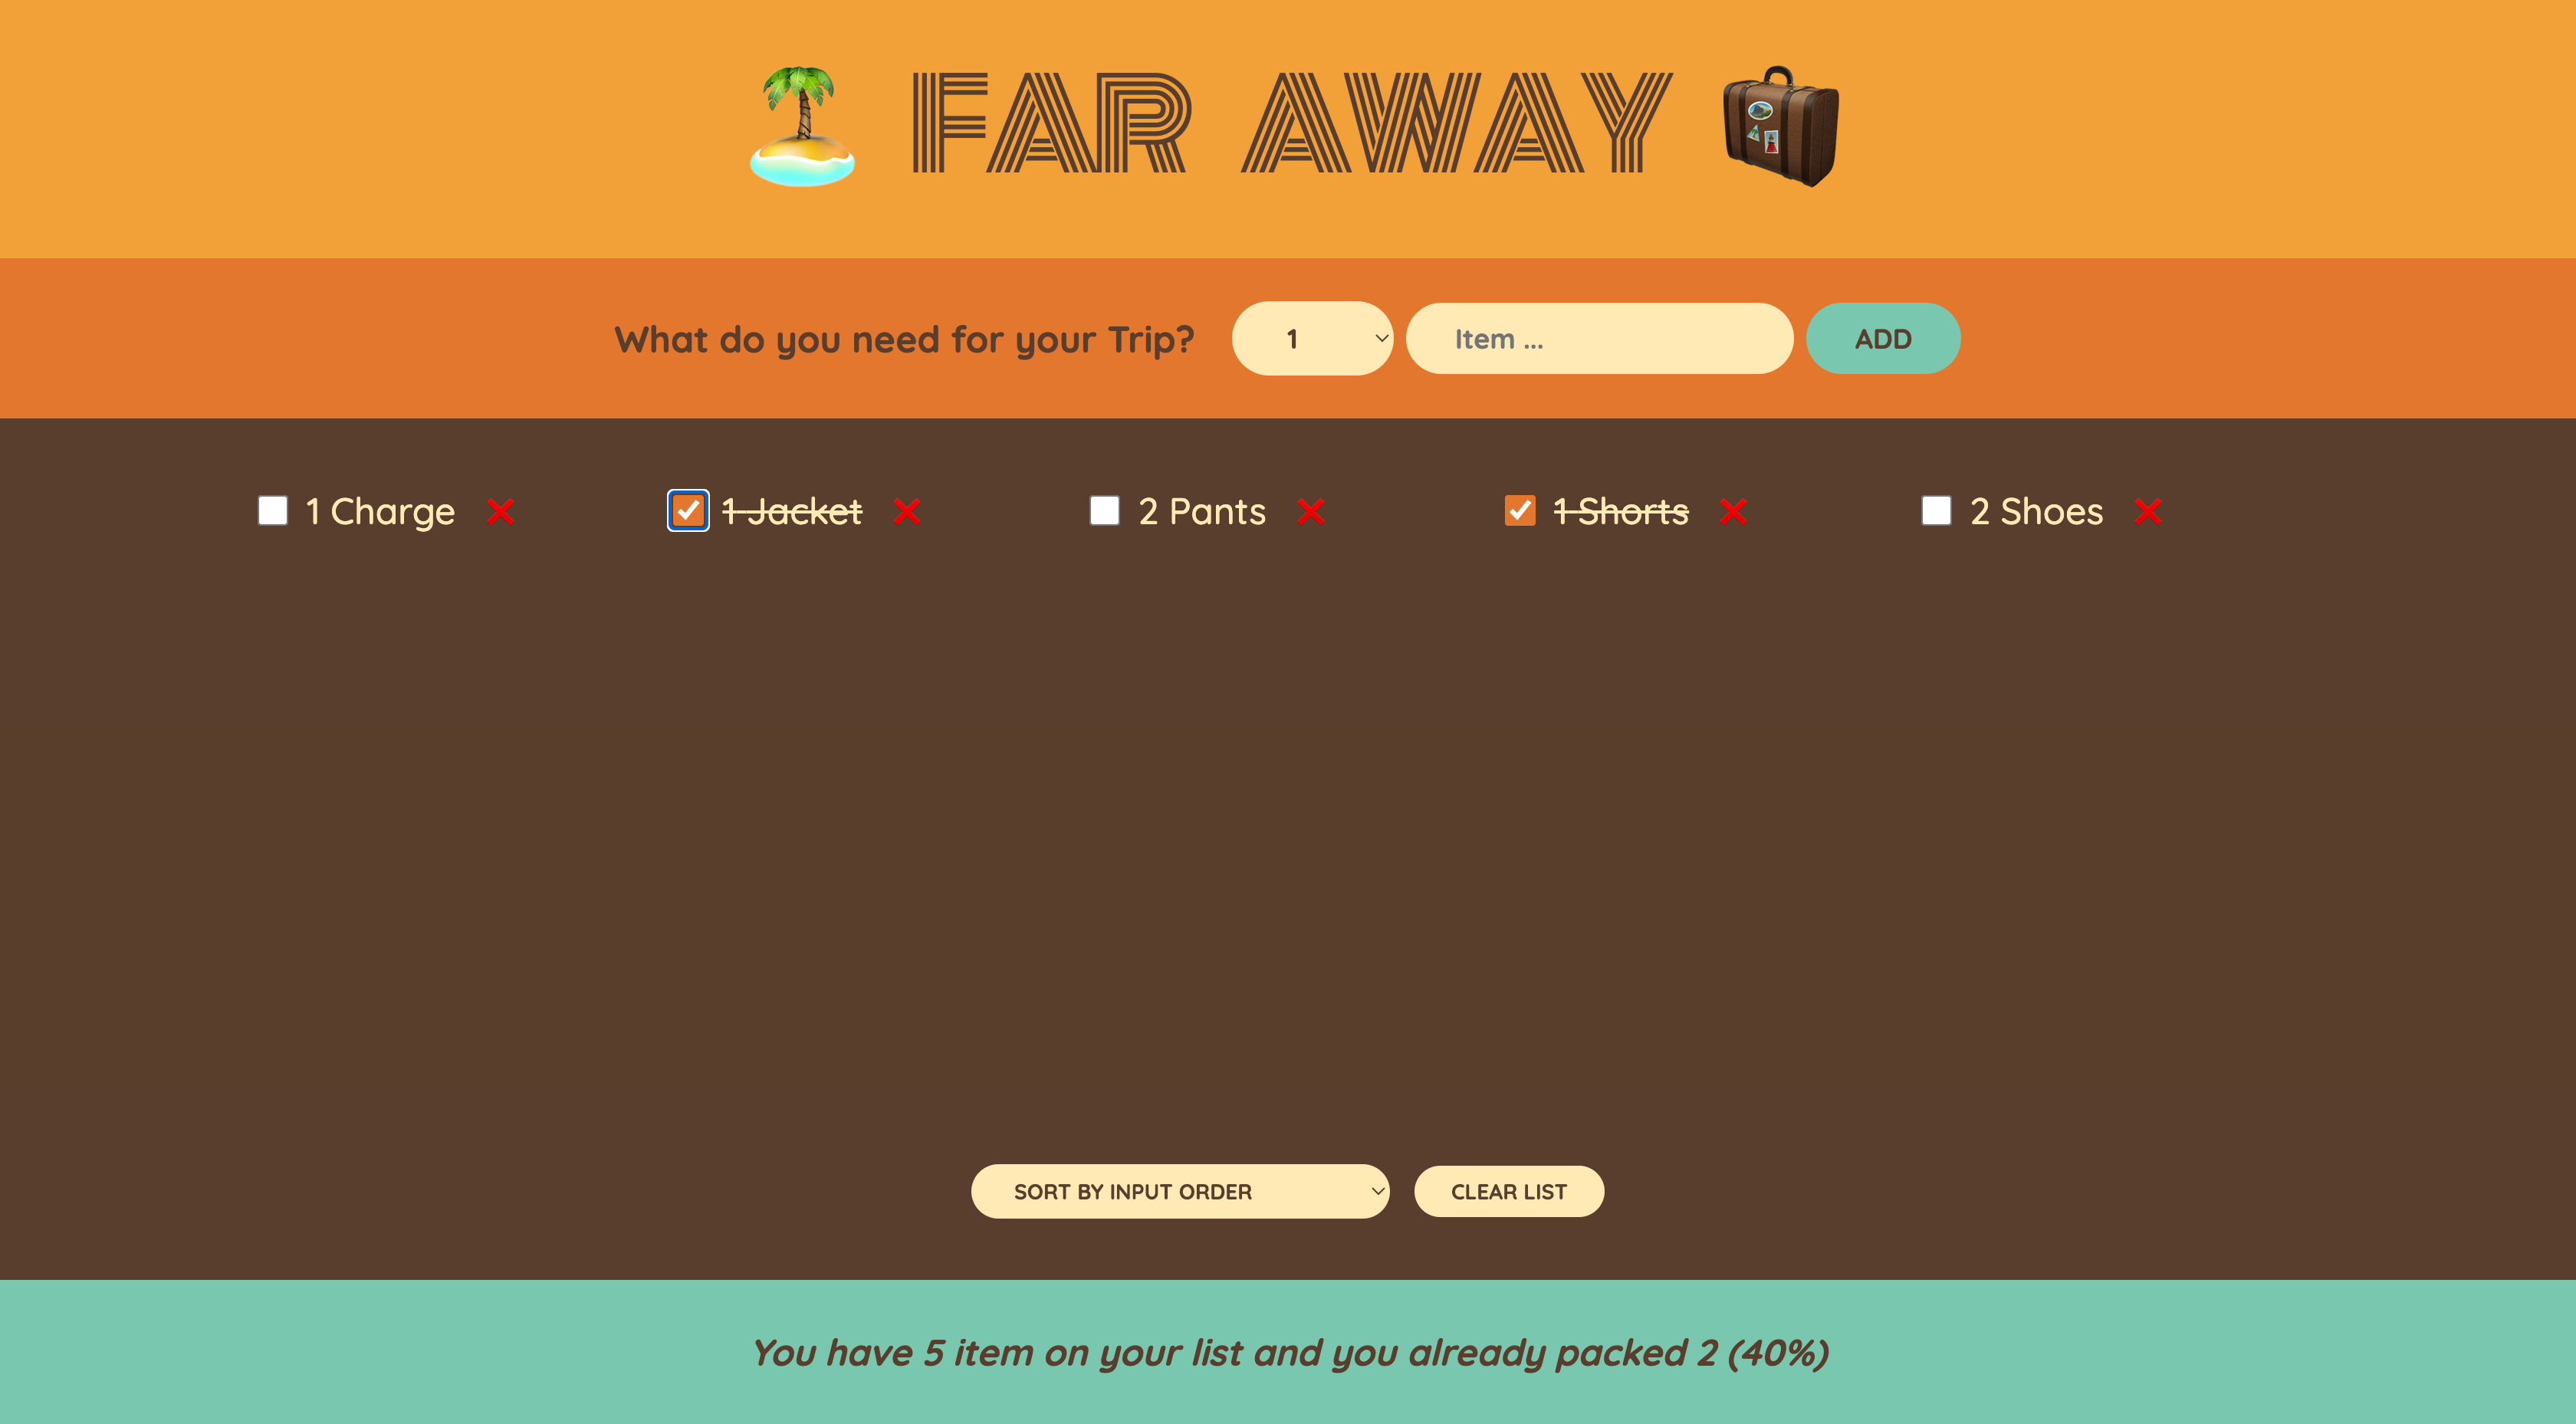 FAR AWAY
What do you need for your Trip? 1 Item ... ADD
1 Charge 1 Jacket 2 Pants 1 Shorts 2 Shoes
SORT BY INPUT ORDER CLEAR LIST
You have 5 item on your list and you already packed 2 (40%)